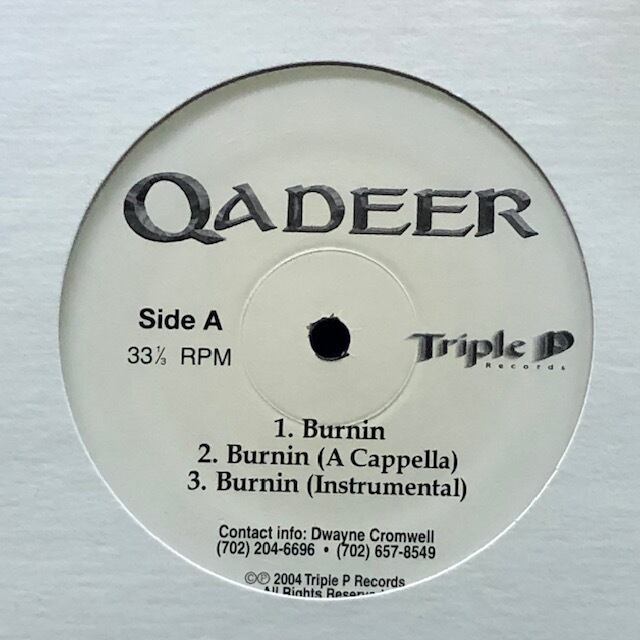 QADEER
Side A
33⅓ RPM
Triple P
Records
1. Burnin
2. Burnin (A Cappella)
3. Burnin (Instrumental)
Contact info: Dwayne Cromwell
(702) 204-6696 • (702) 657-8549
©℗ 2004 Triple P Records
All Rights